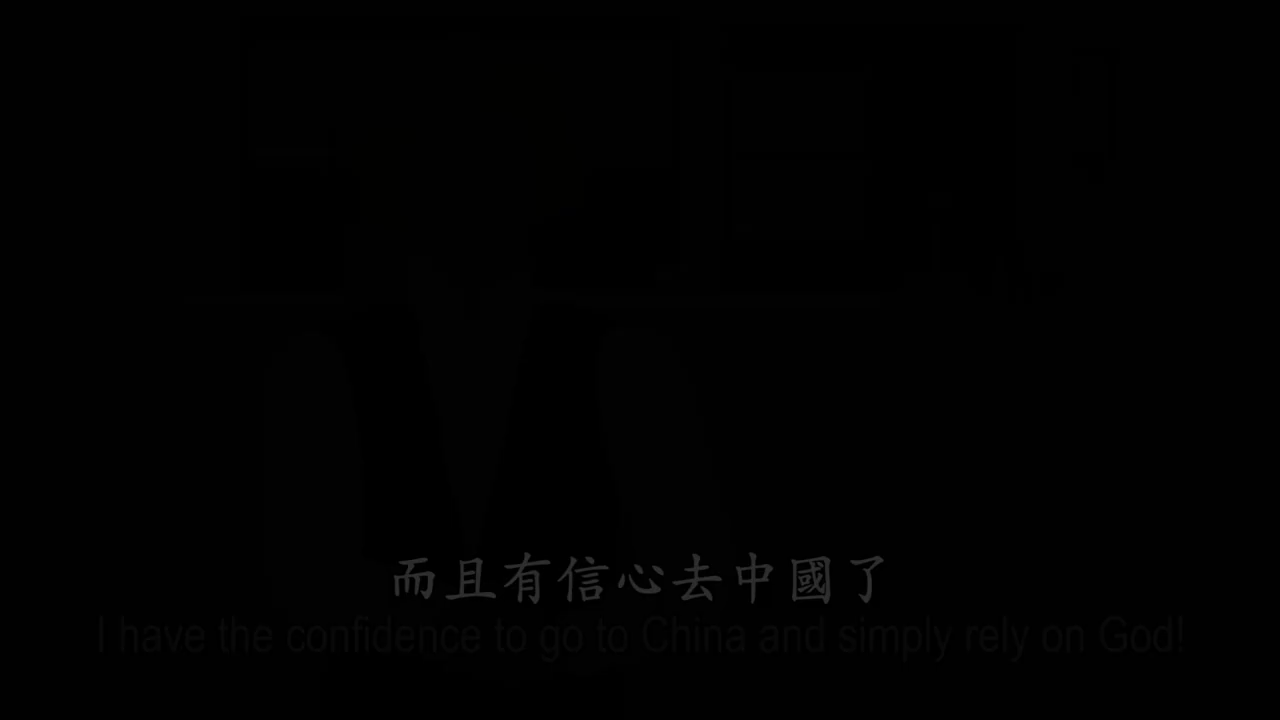 而且有信心去中國了
I have the confidence to go to China and simply rely on God!